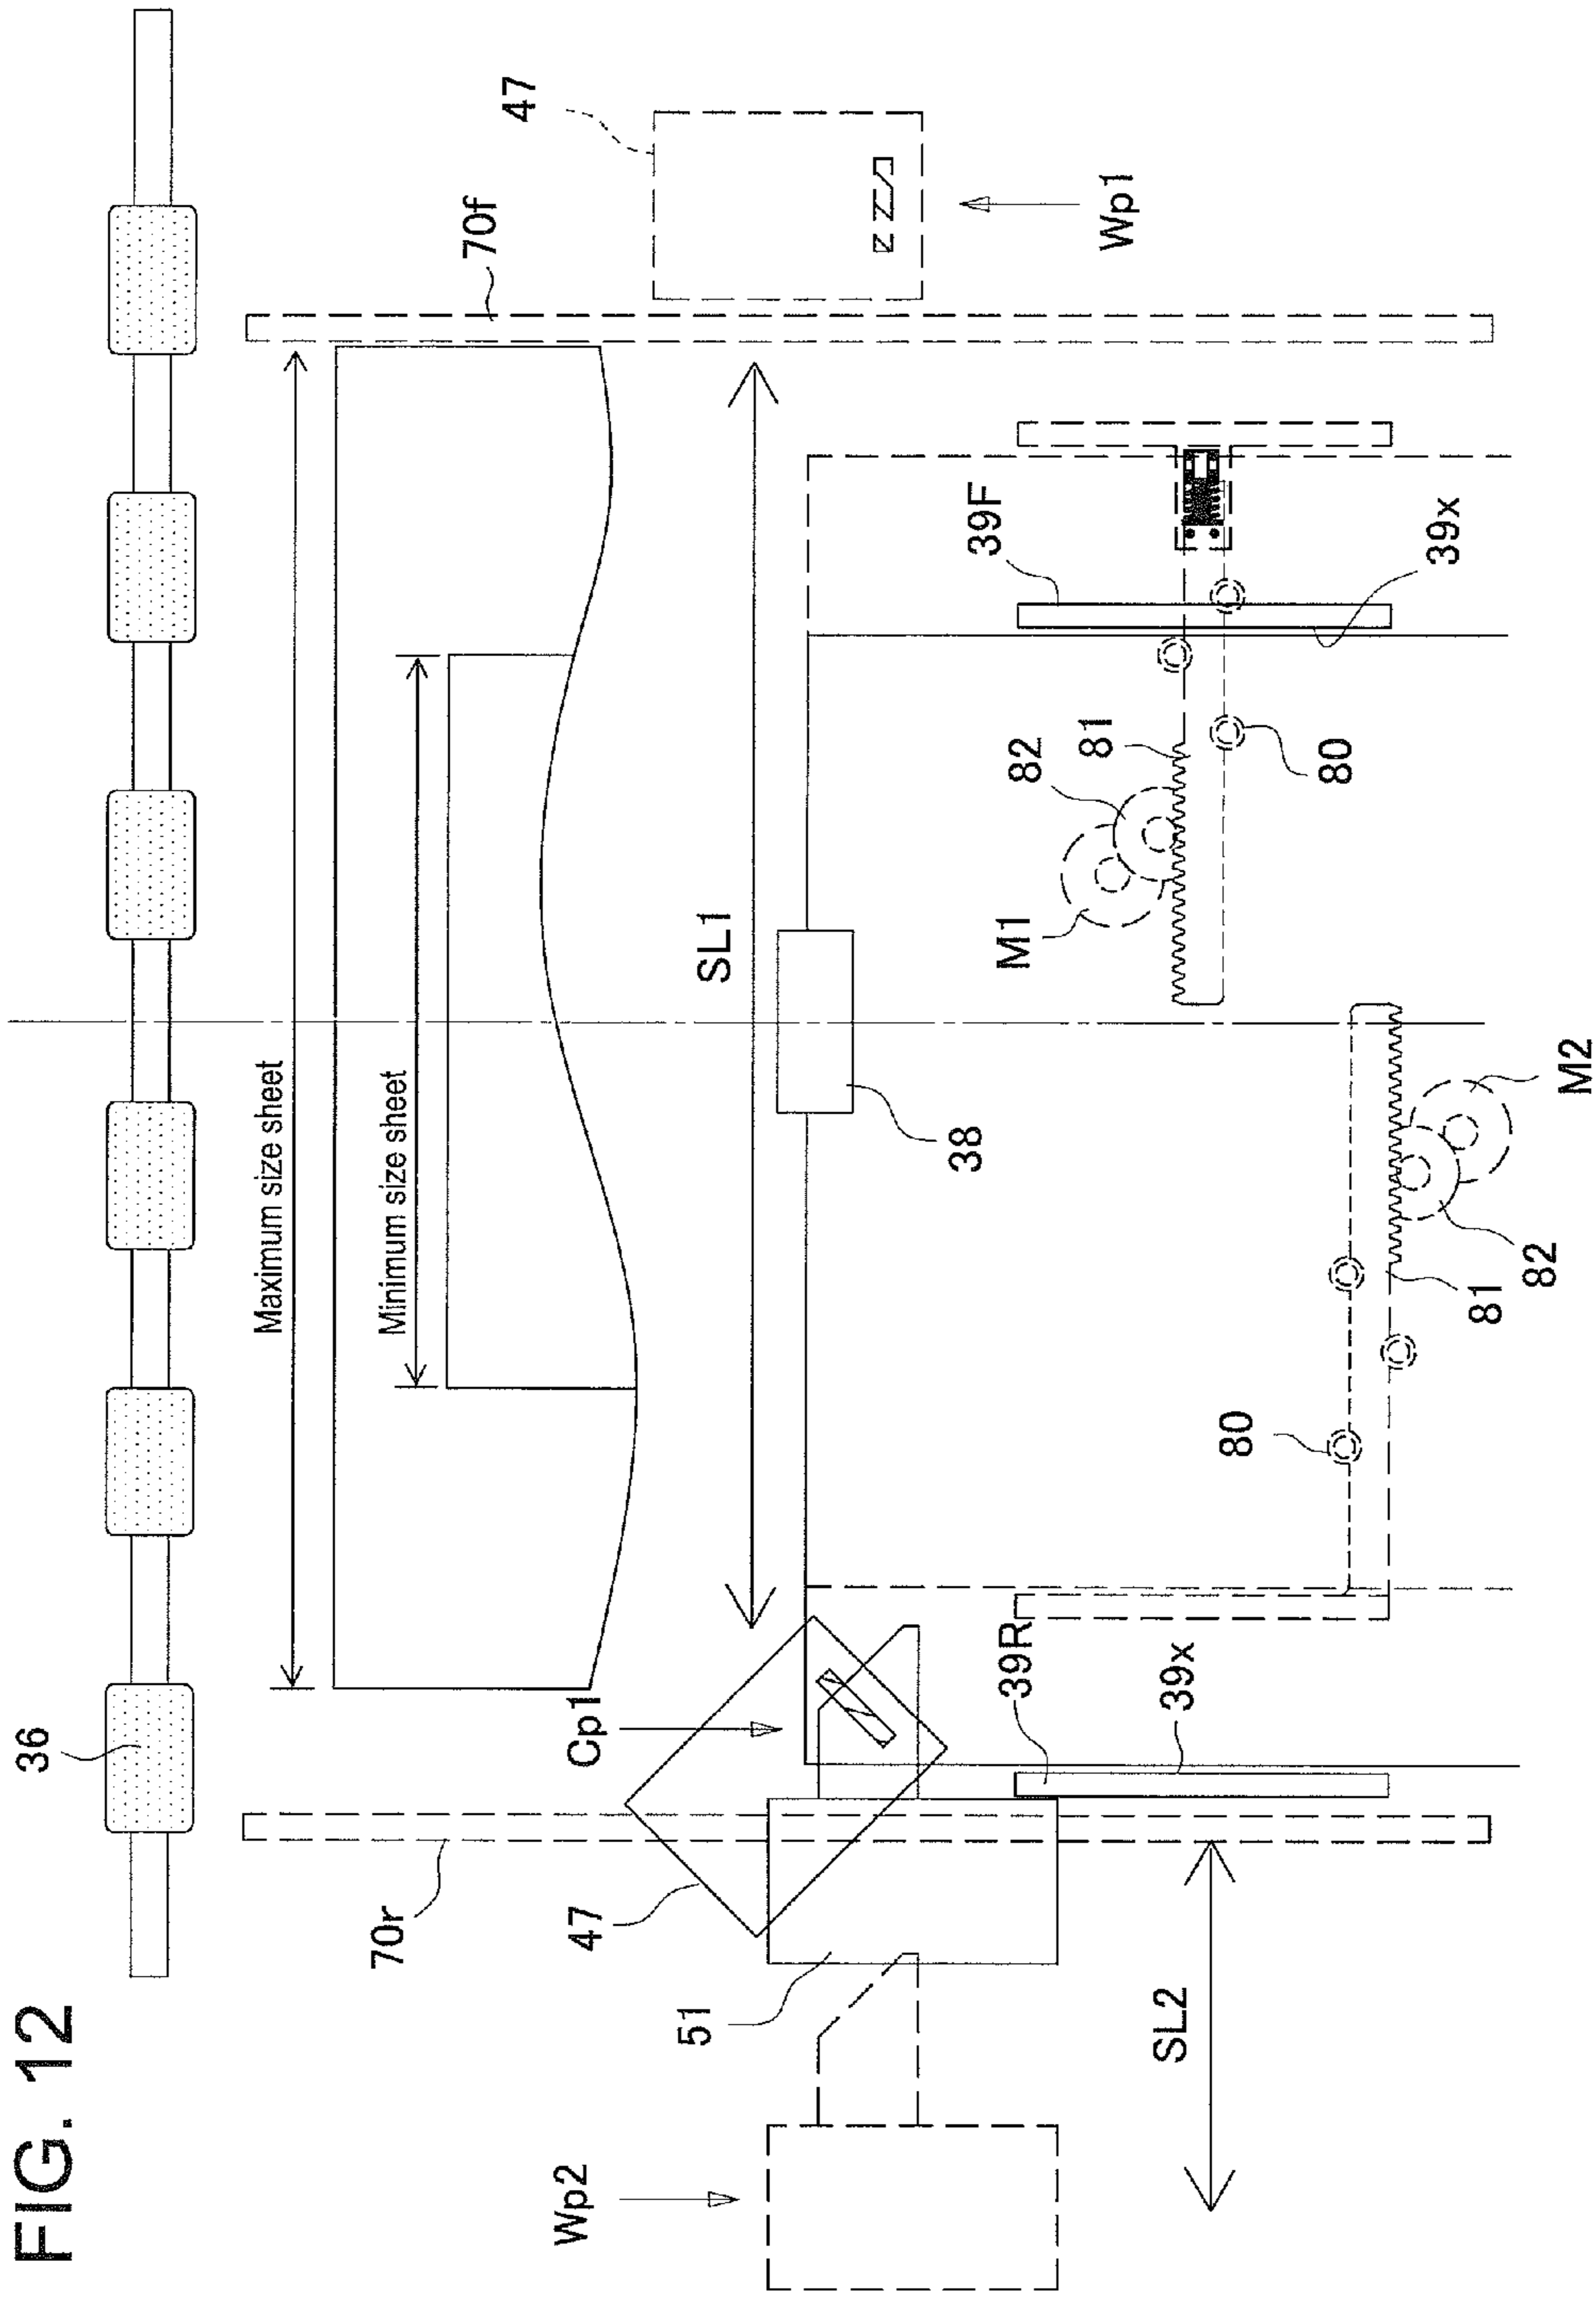 FIG. 12
36
Maximum size sheet
Minimum size sheet
70r
70f
47
47
SL1
Cp1
51
Wp2
Wp1
38
39R
39x
39F
39x
M1
82
81
80
80
81
82
M2
SL2